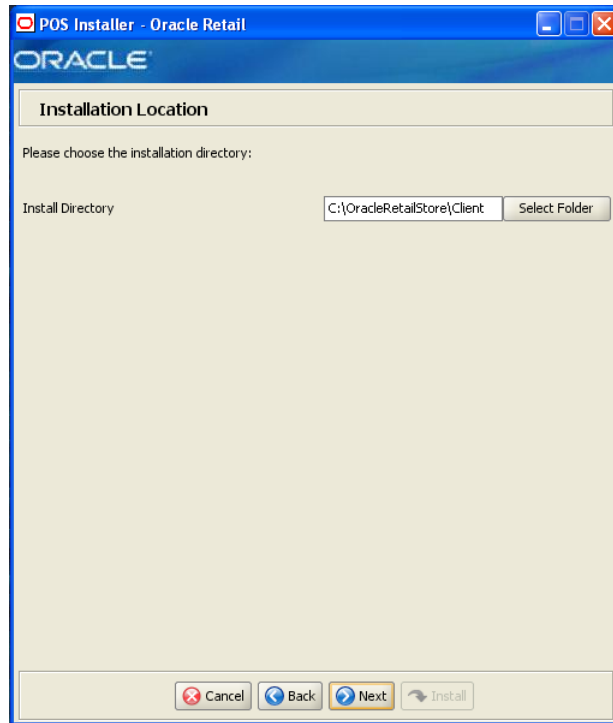 POS Installer - Oracle Retail
ORACLE
Installation Location
Please choose the installation directory:
Install Directory C:\OracleRetailStore\Client Select Folder
Cancel Back Next Install